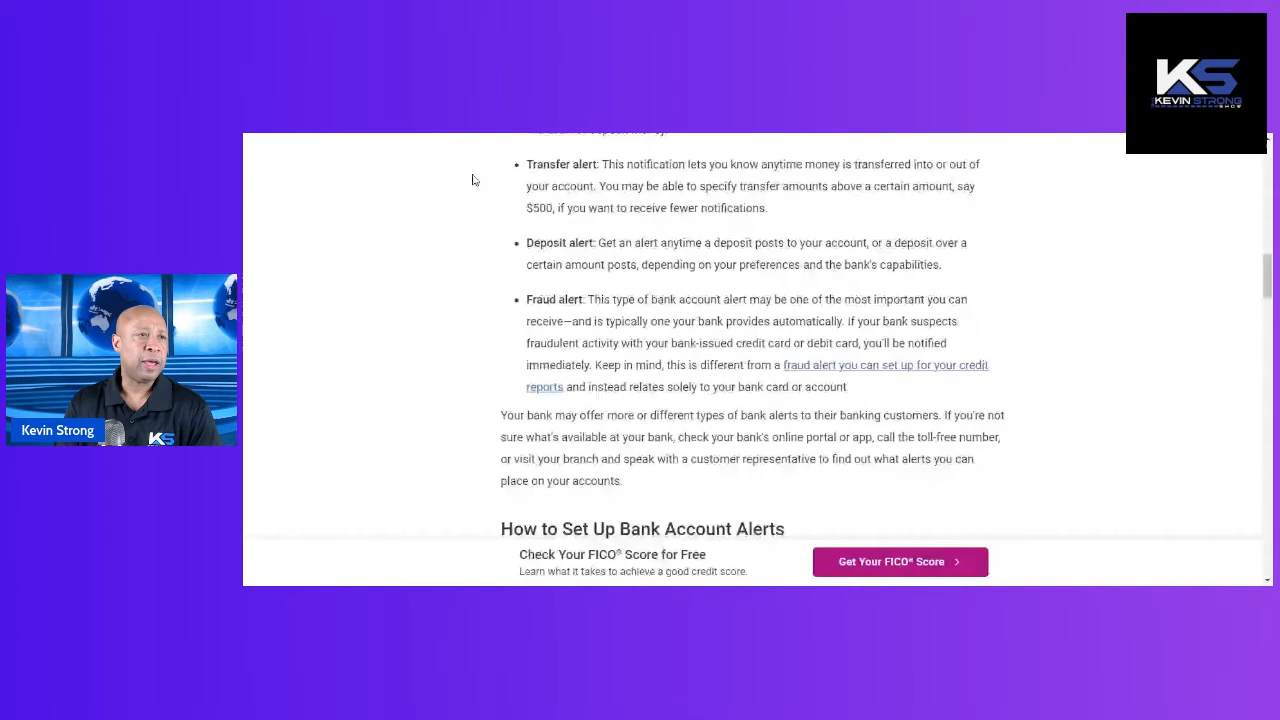 KS
KEVIN STRONG
SHOW
Transfer alert: This notification lets you know anytime money is transferred into or out of
your account. You may be able to specify transfer amounts above a certain amount, say
$500, if you want to receive fewer notifications.
Deposit alert: Get an alert anytime a deposit posts to your account, or a deposit over a
certain amount posts, depending on your preferences and the bank's capabilities.
Fraud alert: This type of bank account alert may be one of the most important you can
receive—and is typically one your bank provides automatically. If your bank suspects
fraudulent activity with your bank-issued credit card or debit card, you'll be notified
immediately. Keep in mind, this is different from a fraud alert you can set up for your credit
reports and instead relates solely to your bank card or account
Your bank may offer more or different types of bank alerts to their banking customers. If you're not
sure what's available at your bank, check your bank's online portal or app, call the toll-free number,
or visit your branch and speak with a customer representative to find out what alerts you can
place on your accounts.
How to Set Up Bank Account Alerts
Check Your FICO® Score for Free
Learn what it takes to achieve a good credit score.
Get Your FICO® Score
Kevin Strong
KS